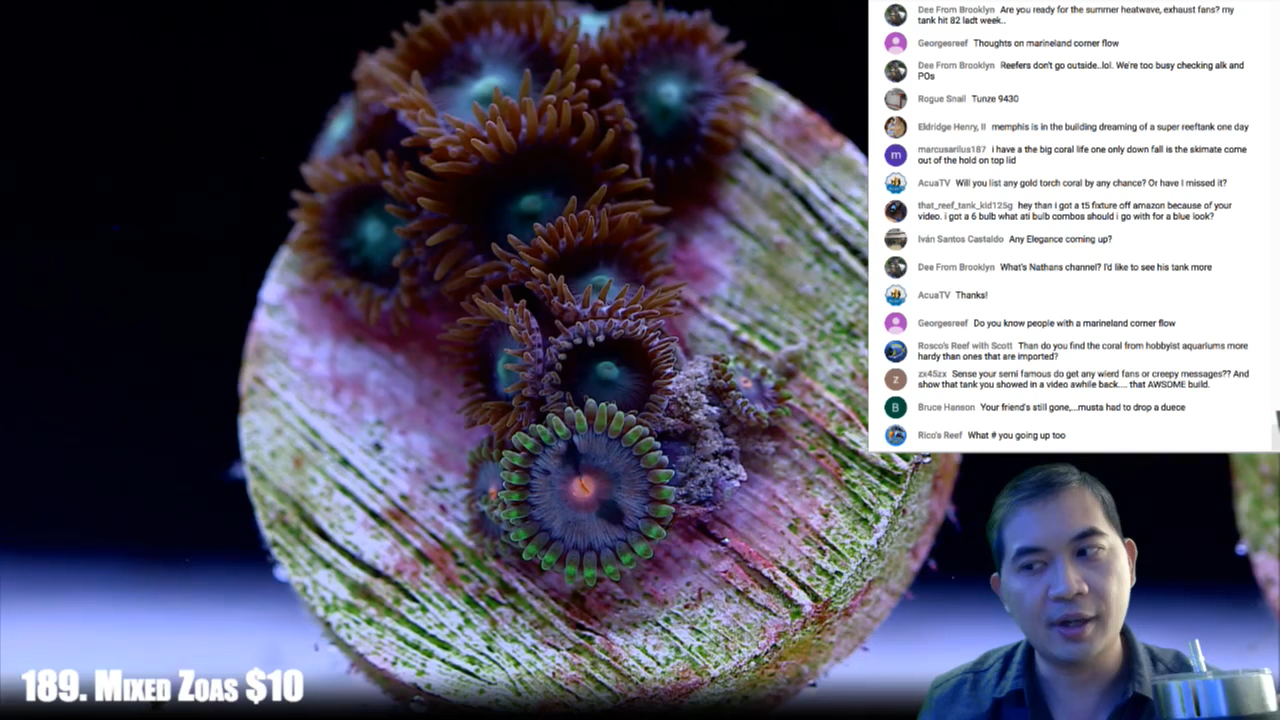 Dee From Brooklyn Are you ready for the summer heatwave, exhaust fans? my
tank hit 82 ladt week..
Georgesreef Thoughts on marineland corner flow
Dee From Brooklyn Reefers don't go outside..lol. We're too busy checking alk and
POs
Rogue Snail Tunze 9430
Eldridge Henry, II memphis is in the building dreaming of a super reeftank one day
m
marcusarilus187 i have a the big coral life one only down fall is the skimate come
out of the hold on top lid
AcuaTV Will you list any gold torch coral by any chance? Or have I missed it?
that_reef_tank_kid125g hey than i got a t5 fixture off amazon because of your
video. i got a 6 bulb what ati bulb combos should i go with for a blue look?
Iván Santos Castaldo Any Elegance coming up?
Dee From Brooklyn What's Nathans channel? I'd like to see his tank more
AcuaTV Thanks!
Georgesreef Do you know people with a marineland corner flow
Rosco's Reef with Scott Than do you find the coral from hobbyist aquariums more
hardy than ones that are imported?
z
zx45zx Sense your semi famous do get any wierd fans or creepy messages?? And
show that tank you showed in a video awhile back.... that AWSOME build.
B
Bruce Hanson Your friend's still gone,...musta had to drop a duece
Rico's Reef What # you going up too
189. Mixed Zoas $10